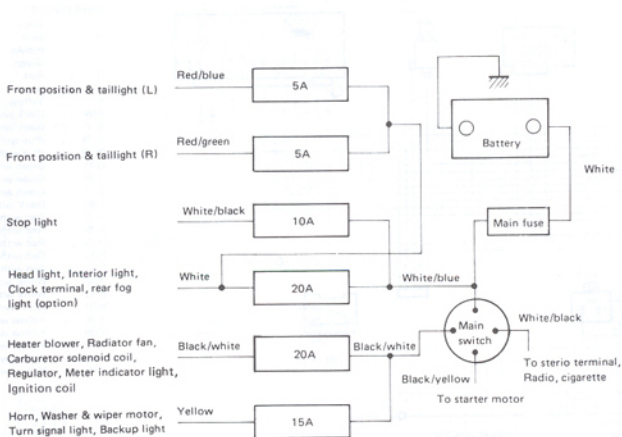 Front position & taillight (L)
Red/blue
5A
Front position & taillight (R)
Red/green
5A
Stop light
White/black
10A
Head light, Interior light,
Clock terminal, rear fog
light (option)
White
20A
White/blue
Heater blower, Radiator fan,
Carburetor solenoid coil,
Regulator, Meter indicator light,
Ignition coil
Black/white
20A
Black/white
Horn, Washer & wiper motor,
Turn signal light, Backup light
Yellow
15A
Battery
White
Main fuse
Main
switch
White/black
To sterio terminal,
Radio, cigarette
Black/yellow
To starter motor